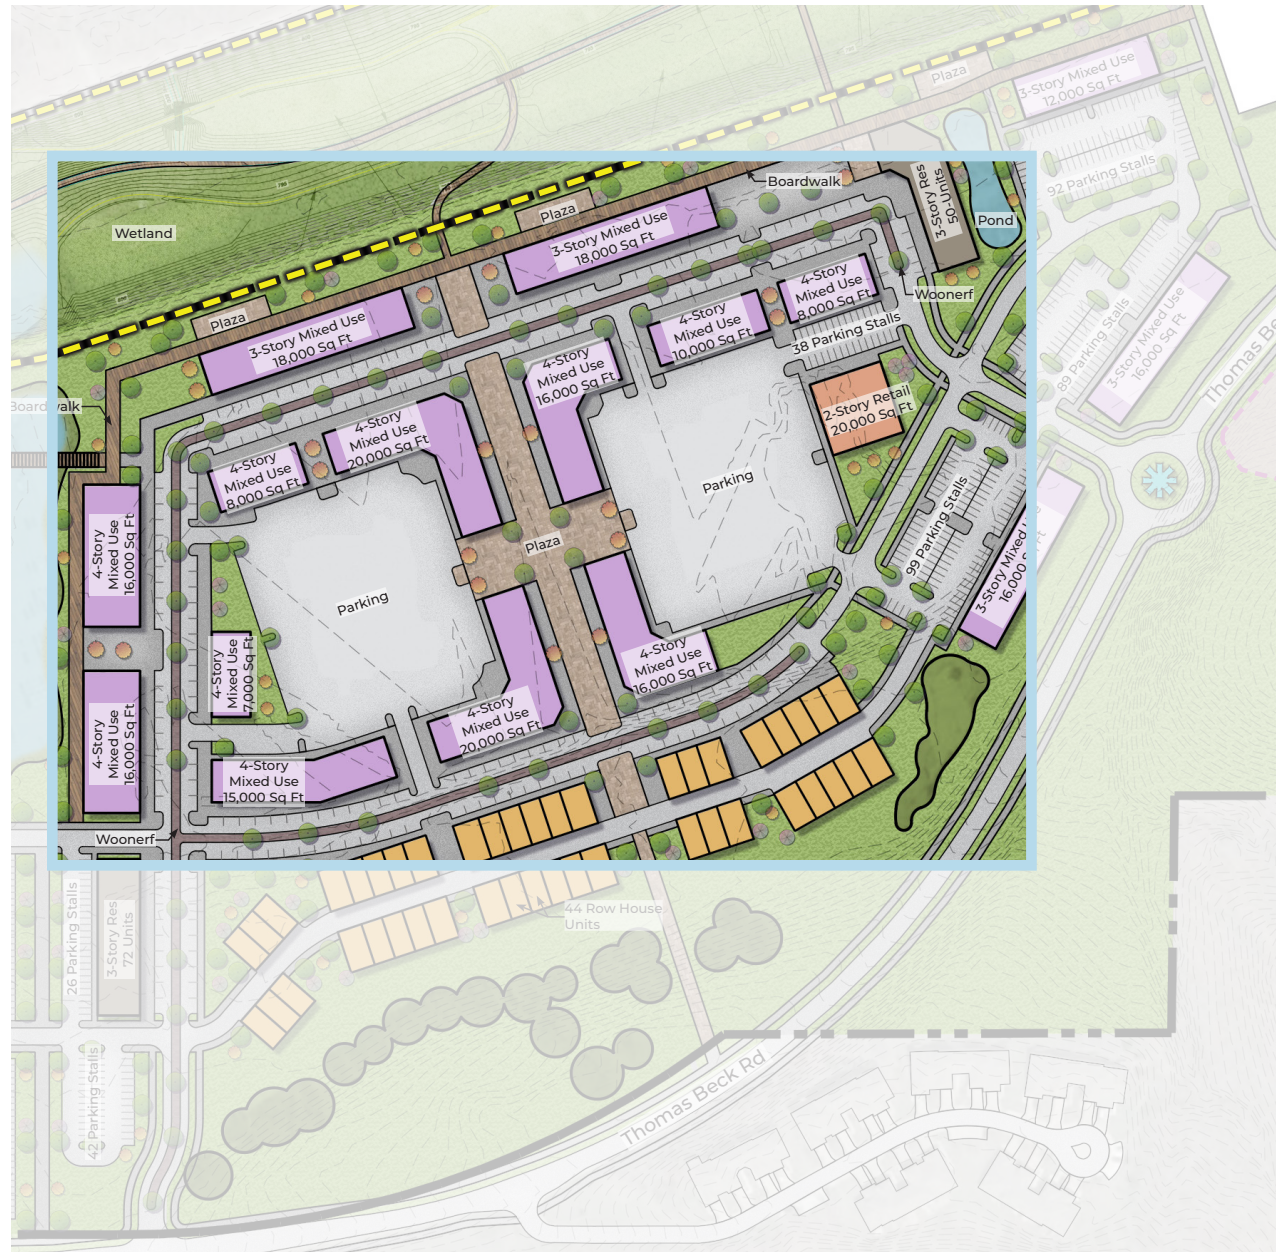 Plaza
3-Story Mixed Use
12,000 Sq Ft
92 Parking Stalls
Boardwalk
3-Story Res
50-Units
Pond
Wetland
Plaza
3-Story Mixed Use
18,000 Sq Ft
Woonerf
4-Story
Mixed Use
8,000 Sq Ft
Plaza
3-Story Mixed Use
18,000 Sq Ft
4-Story
Mixed Use
10,000 Sq Ft
38 Parking Stalls
89 Parking Stalls
3-Story Mixed Use
16,000 Sq Ft
Thomas Be
4-Story
Mixed Use
16,000 Sq Ft
Boardwalk
2-Story Retail
20,000 Sq Ft
4-Story
Mixed Use
20,000 Sq Ft
4-Story
Mixed Use
8,000 Sq Ft
Parking
99 Parking Stalls
3-Story Mixed
16,000 S
4-Story
Mixed Use
16,000 Sq Ft
Plaza
Parking
4-Story
Mixed Use
7,000 Sq Ft
4-Story
Mixed Use
16,000 Sq Ft
4-Story
Mixed Use
16,000 Sq Ft
4-Story
Mixed Use
20,000 Sq Ft
4-Story
Mixed Use
15,000 Sq Ft
Woonerf
26 Parking Stalls
3-Story Res
72 Units
44 Row House
Units
42 Parking Stalls
Thomas Beck Rd